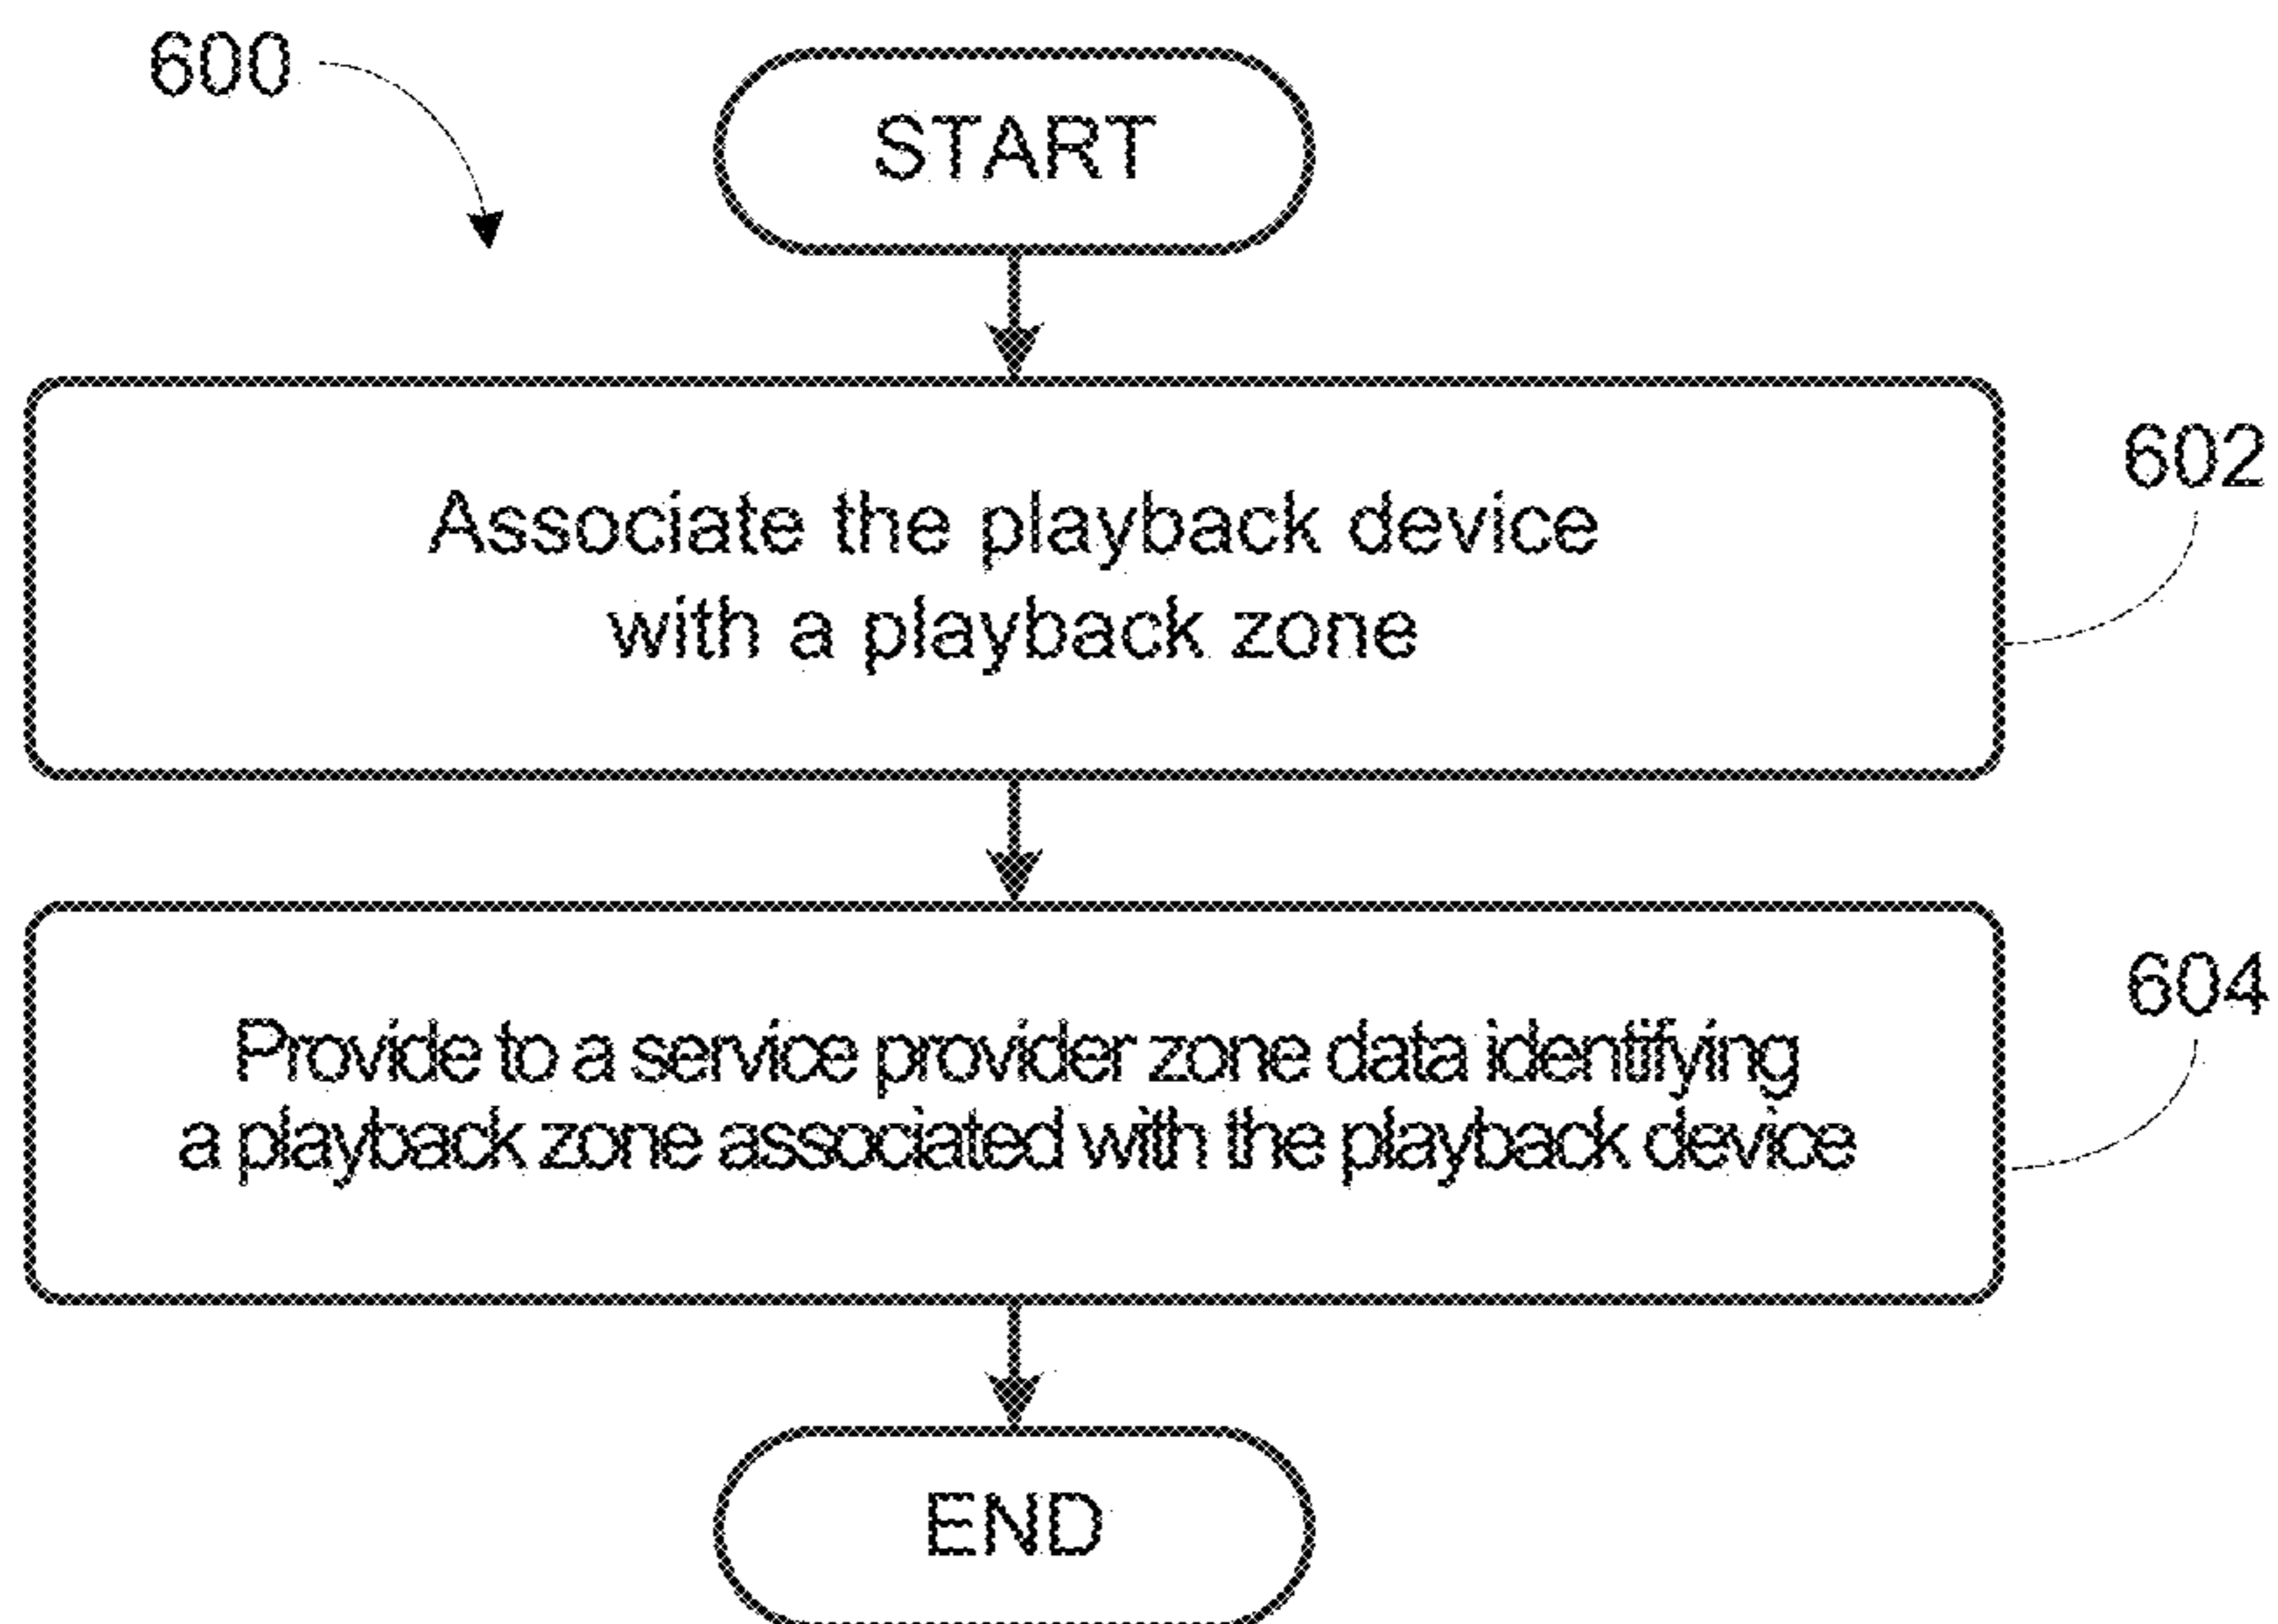 600
START
Associate the playback device
with a playback zone
602
Provide to a service provider zone data identifying
a playback zone associated with the playback device
604
END